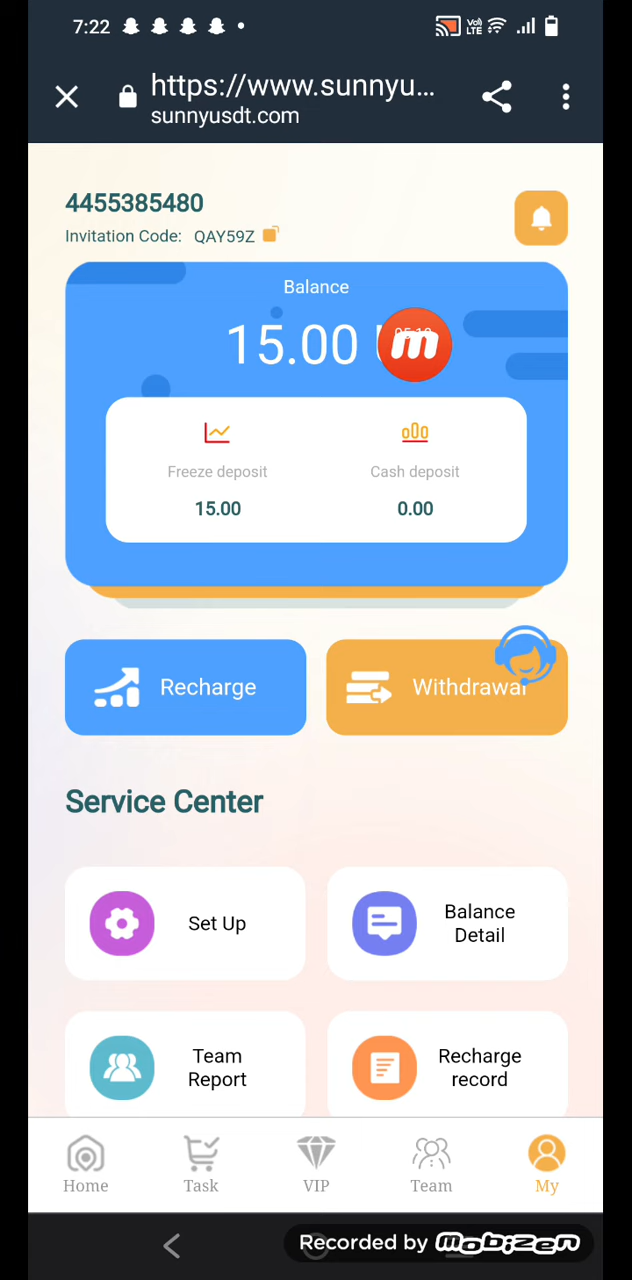 7:22
Vo) LTE
https://www.sunnyu...
sunnyusdt.com
4455385480
Invitation Code: QAY59Z
Balance
15.00
m
Freeze deposit
Cash deposit
15.00
0.00
Recharge
Withdrawal
Service Center
Set Up
Balance
Detail
Team
Report
Recharge
record
Home
Task
VIP
Team
My
Recorded by mobizen